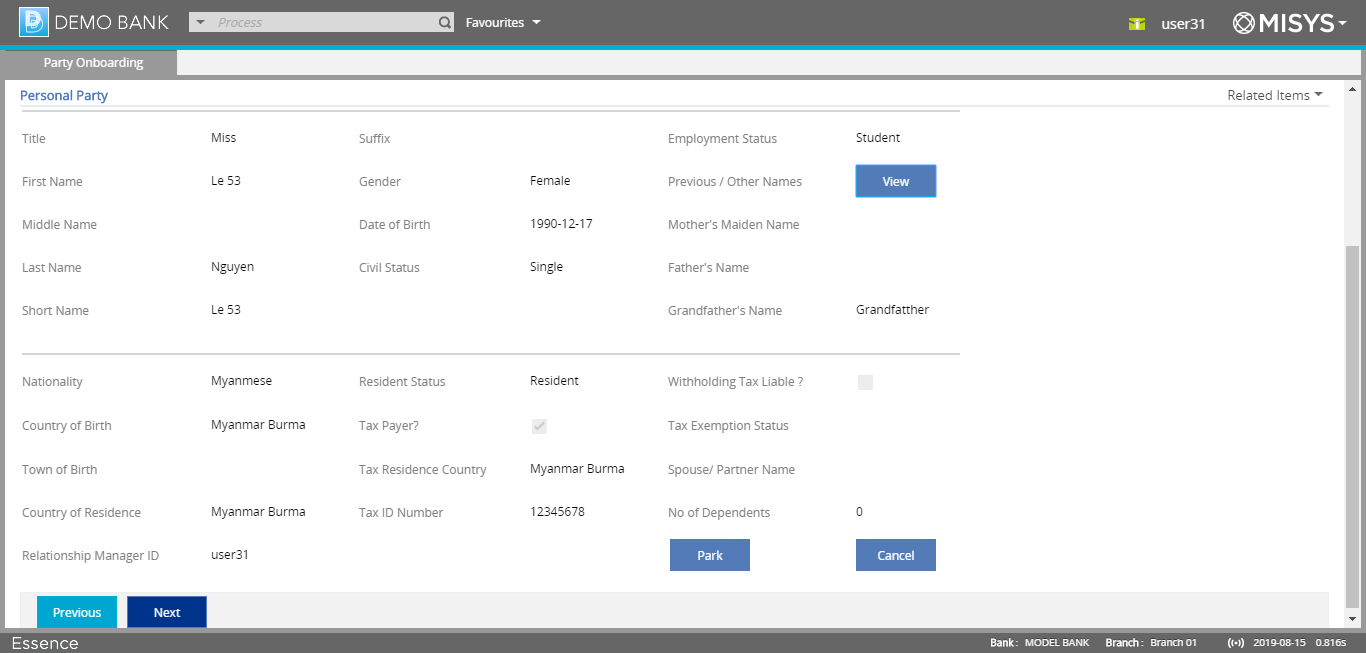 DEMO BANK Process Favourites user31 MISYS
Party Onboarding
Personal Party Related Items
Title Miss Suffix Employment Status Student
First Name Le 53 Gender Female Previous / Other Names View
Middle Name Date of Birth 1990-12-17 Mother's Maiden Name
Last Name Nguyen Civil Status Single Father's Name
Short Name Le 53 Grandfather's Name Grandfatther
Nationality Myanmese Resident Status Resident Withholding Tax Liable ?
Country of Birth Myanmar Burma Tax Payer? Tax Exemption Status
Town of Birth Tax Residence Country Myanmar Burma Spouse/ Partner Name
Country of Residence Myanmar Burma Tax ID Number 12345678 No of Dependents 0
Relationship Manager ID user31 Park Cancel
Previous Next
Essence Bank : MODEL BANK Branch : Branch 01 2019-08-15 0.816s